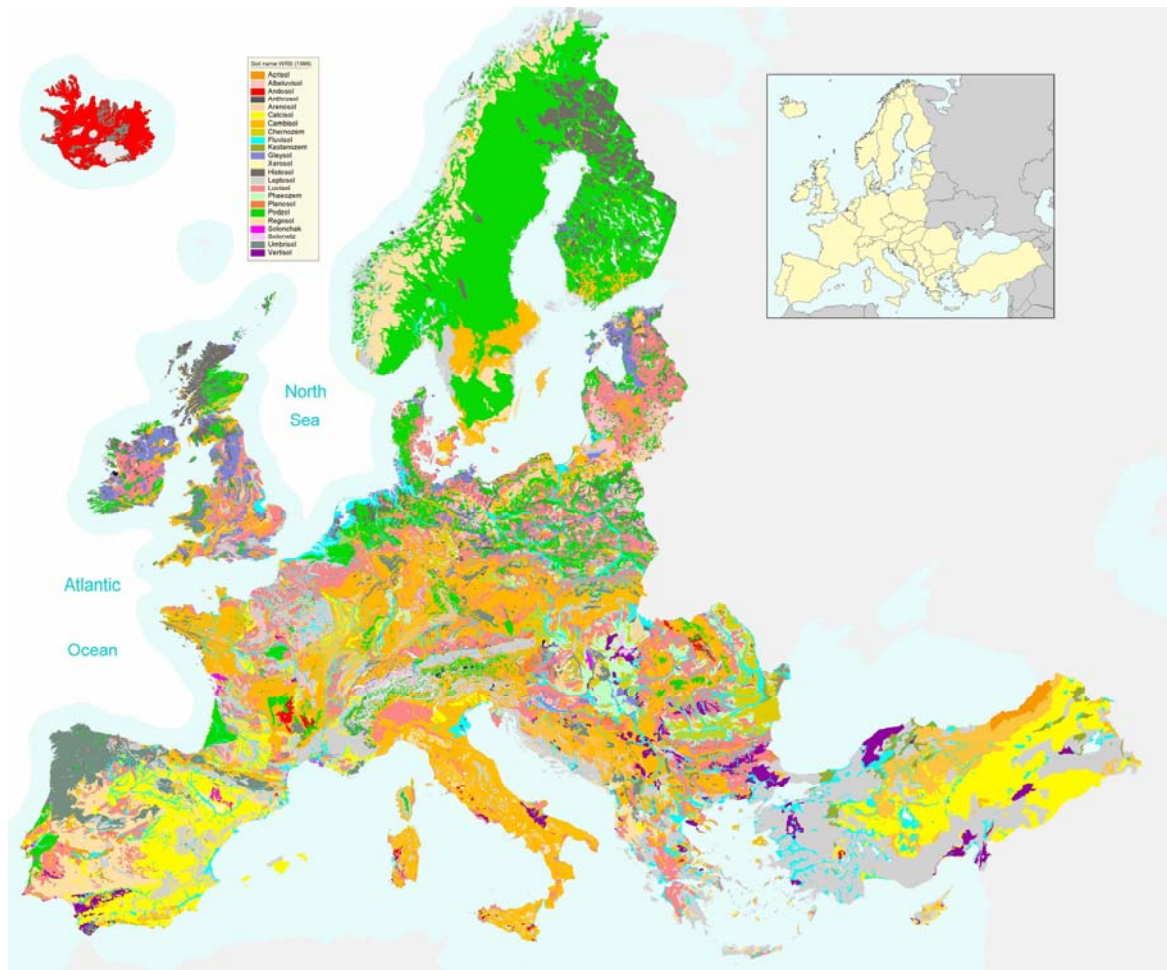 Soil name WRB (1998)
Acrisol
Albeluvisol
Andosol
Anthrosol
Arenosol
Calcisol
Cambisol
Chernozem
Fluvisol
Kastanozem
Gleysol
Xerosol
Histosol
Leptosol
Luvisol
Phaeozem
Planosol
Podzol
Regosol
Solonchak
Solonetz
Umbrisol
Vertisol
North
Sea
Atlantic
Ocean